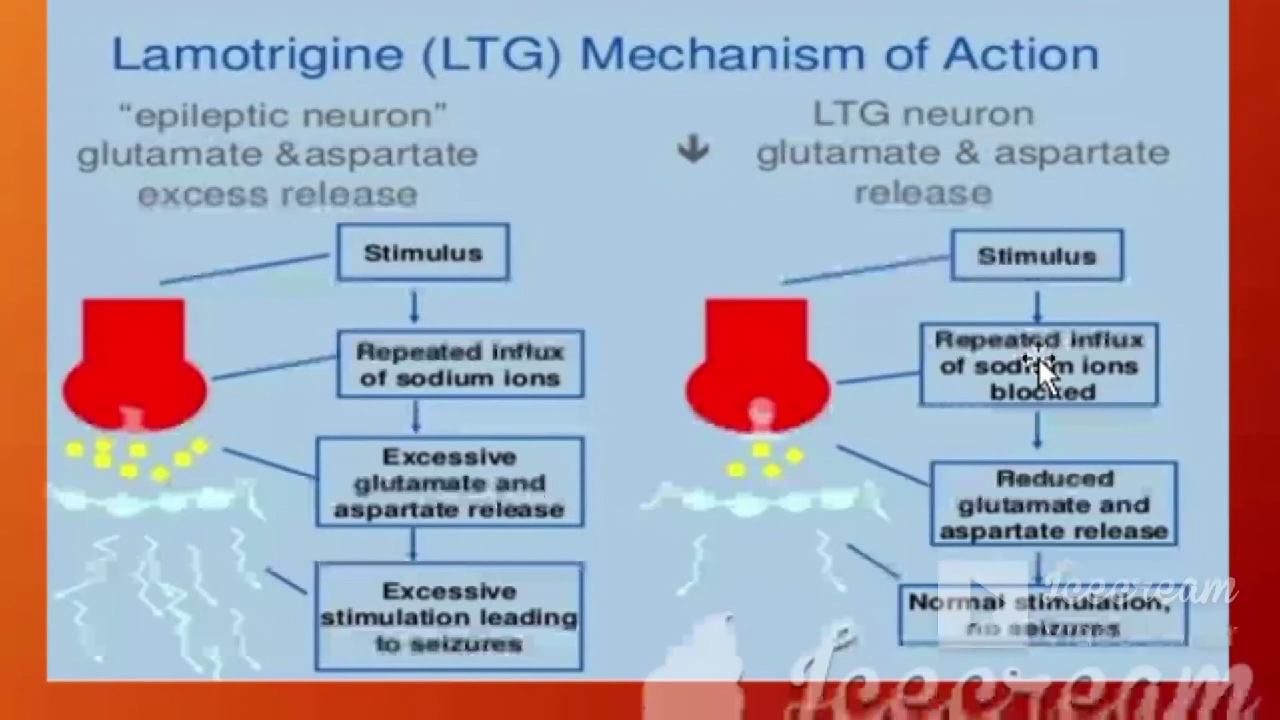 Lamotrigine (LTG) Mechanism of Action
"epileptic neuron"
glutamate &aspartate
excess release
Stimulus
Repeated influx
of sodium ions
Excessive
glutamate and
aspartate release
Excessive
stimulation leading
to seizures
LTG neuron
glutamate & aspartate
release
Stimulus
Repeated influx
of sodium ions
blocked
Reduced
glutamate and
aspartate release
Normal stimulation,
no seizures
Icecream
Icecream